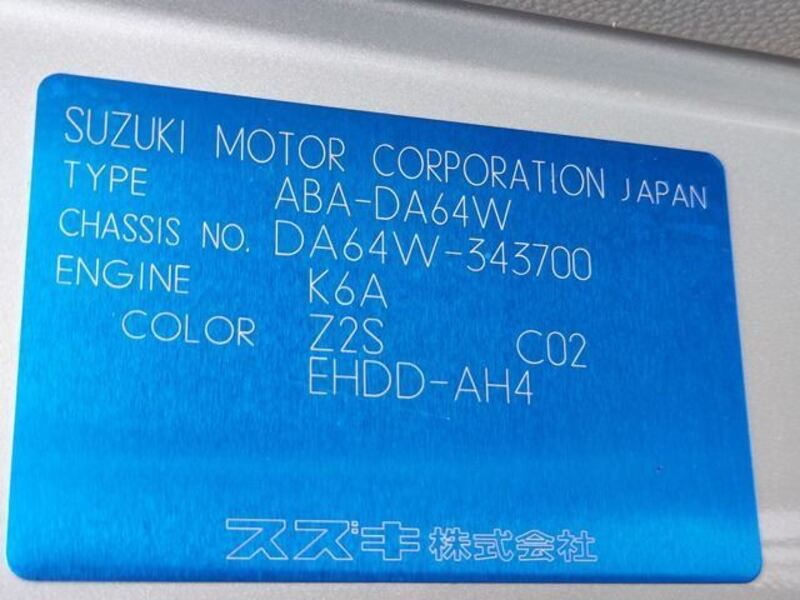 SUZUKI MOTOR CORPORATION JAPAN
TYPE ABA-DA64W
CHASSIS NO. DA64W-343700
ENGINE K6A
COLOR Z2S C02
EHDD-AH4
スズキ株式会社